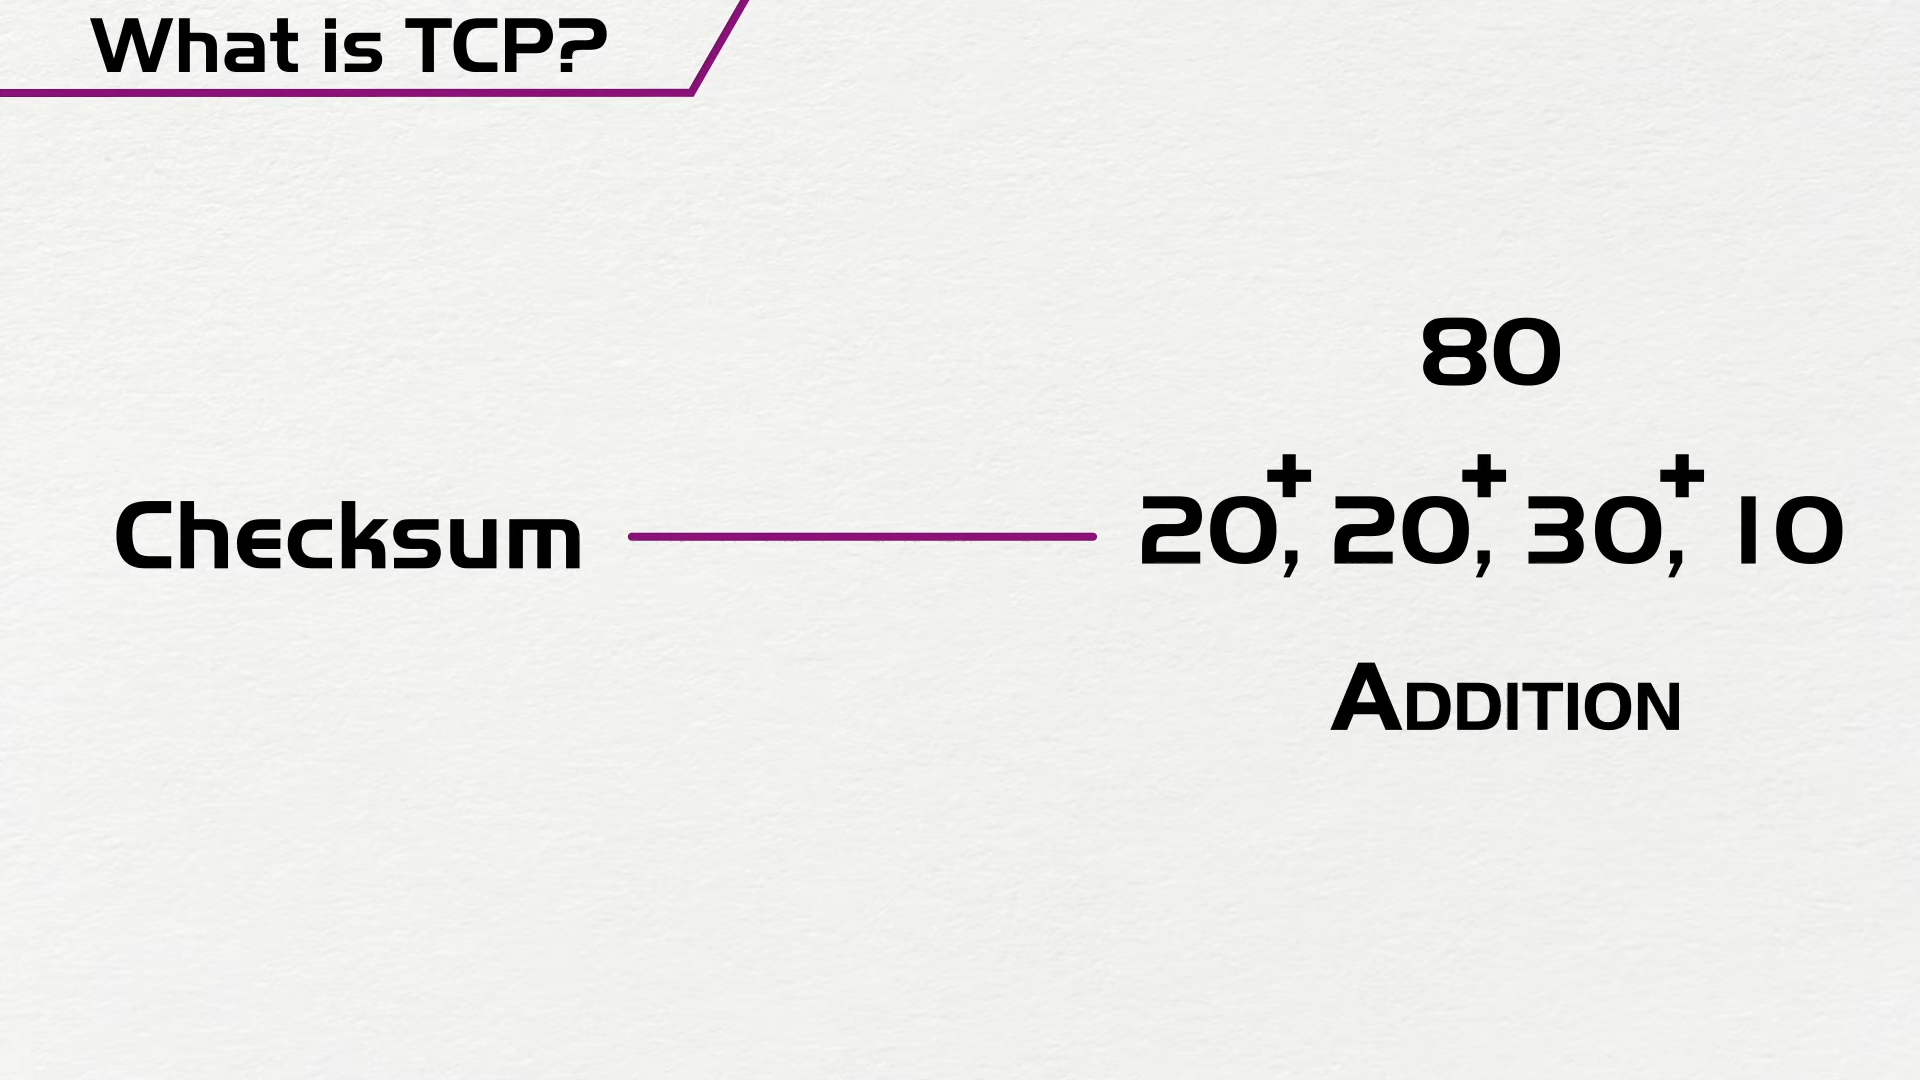 What is TCP?
80
+ + +
Checksum 20, 20, 30, 10
Addition